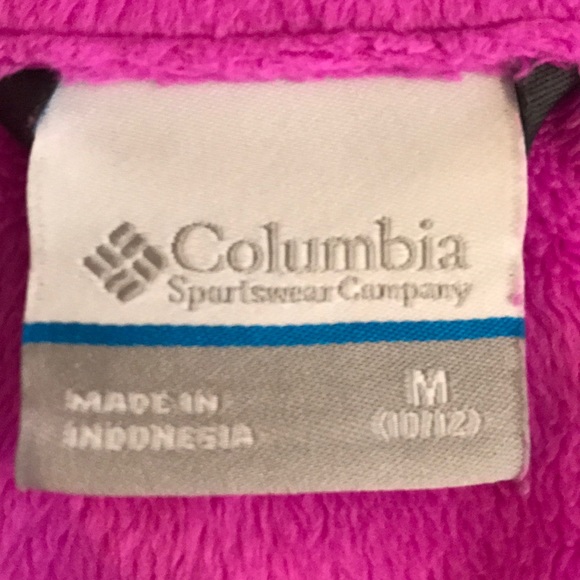 Columbia
Sportswear Company
MADE IN
INDONESIA
M
(10/12)